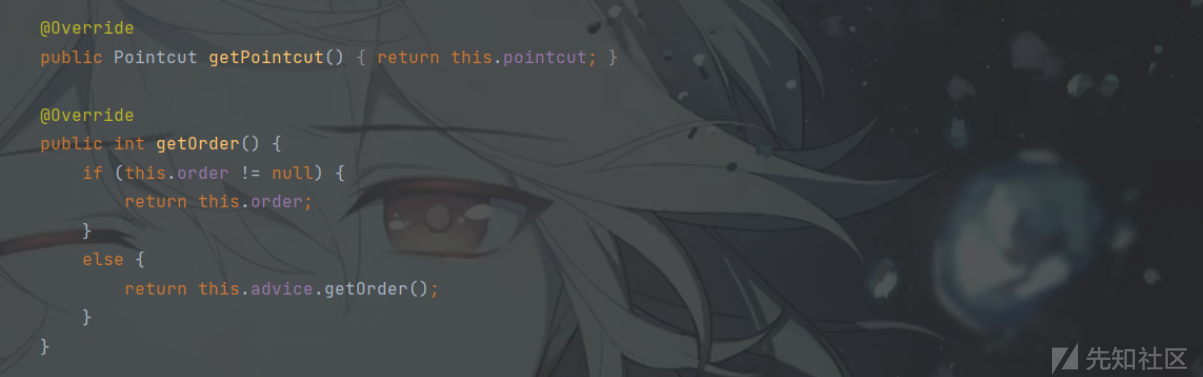 @Override
public Pointcut getPointcut() { return this.pointcut; }
@Override
public int getOrder() {
if (this.order != null) {
return this.order;
}
else {
return this.advice.getOrder();
}
}
先知社区